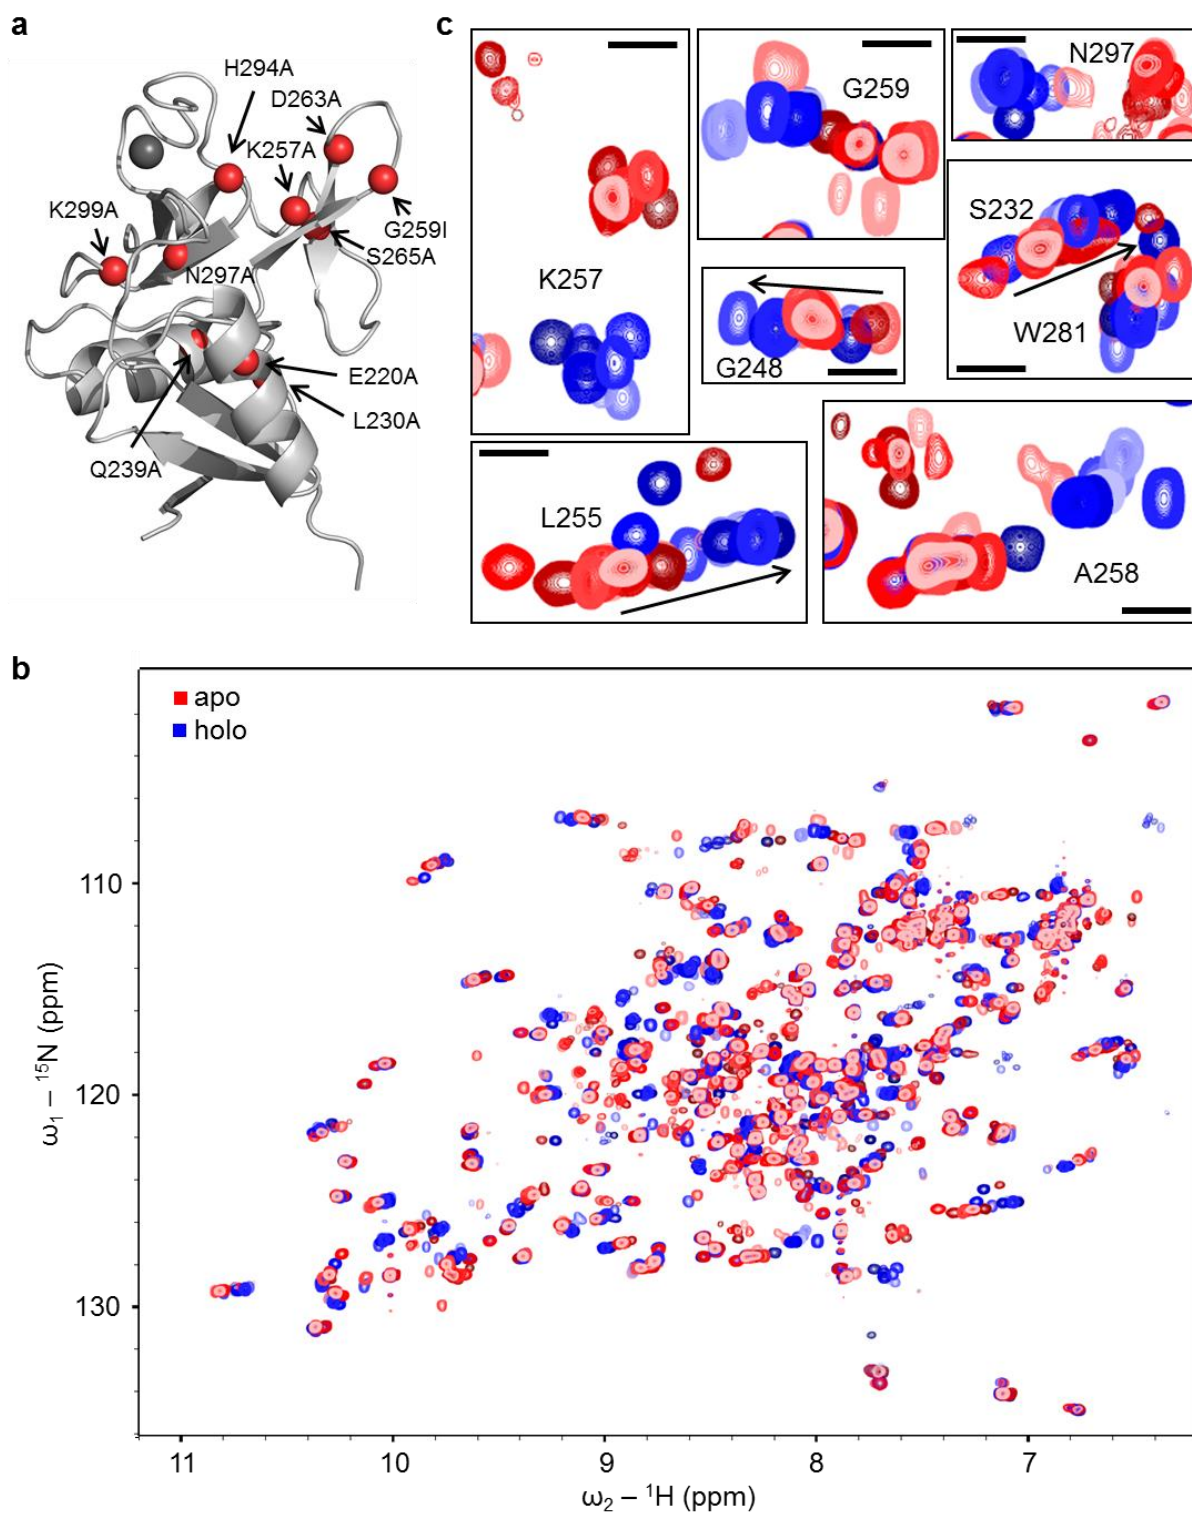 a
H294A
D263A
K257A
K299A
G259I
S265A
N297A
E220A
L230A
Q239A
c
K257
G259
N297
G248
S232
W281
L255
A258
b
apo
holo
110
120
130
ω1 – 15N (ppm)
11
10
9
8
7
ω2 – 1H (ppm)